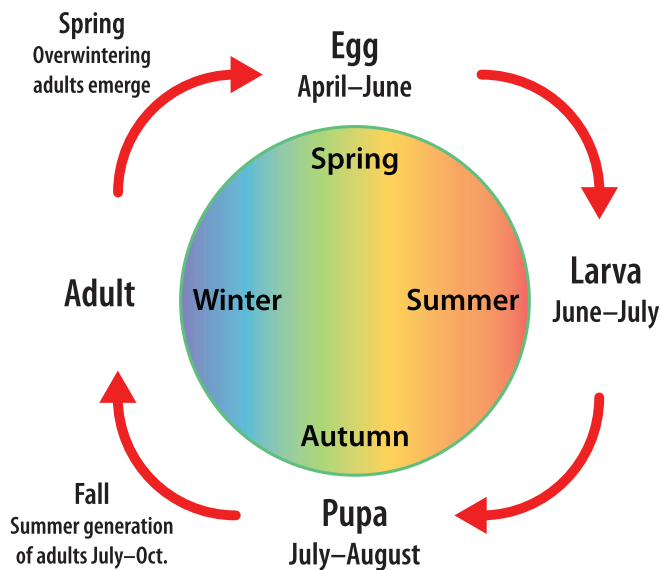 Spring
Overwintering
adults emerge
Egg
April–June
Spring
Larva
June–July
Adult
Winter
Summer
Autumn
Fall
Summer generation
of adults July–Oct.
Pupa
July–August